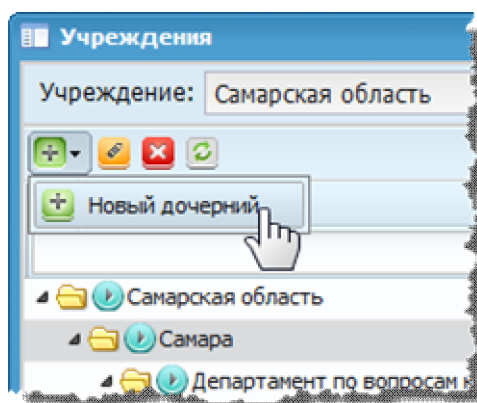 Учреждения
Учреждение: Самарская область
Новый дочерний
Самарская область
Самара
Департамент по вопросам